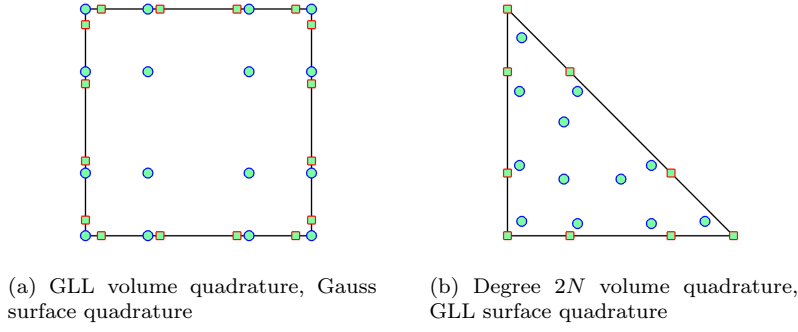 (a) GLL volume quadrature, Gauss
surface quadrature
(b) Degree 2N volume quadrature,
GLL surface quadrature